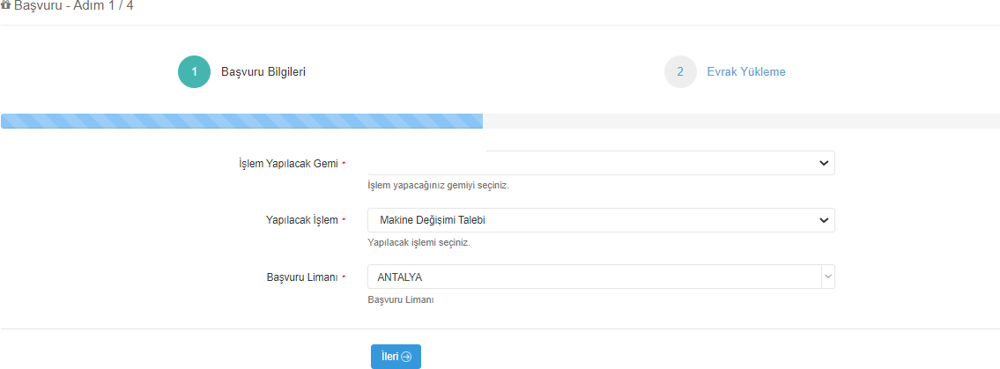 Başvuru - Adım 1 / 4
1 Başvuru Bilgileri 2 Evrak Yükleme
İşlem Yapılacak Gemi *
İşlem yapacağınız gemiyi seçiniz.
Yapılacak İşlem * Makine Değişimi Talebi
Yapılacak işlemi seçiniz.
Başvuru Limanı * ANTALYA
Başvuru Limanı
İleri